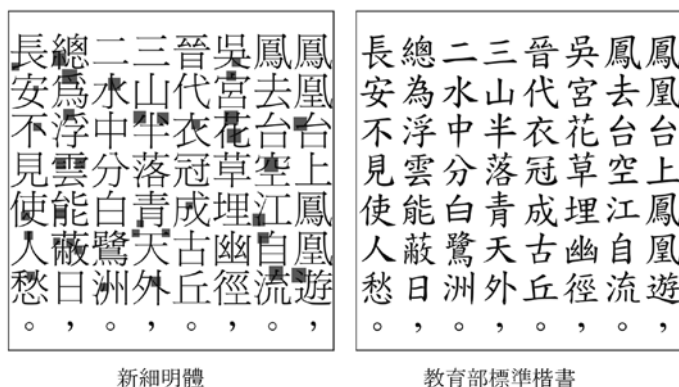 鳳凰台上鳳凰遊，
鳳去台空江自流。
吳宮花草埋幽徑，
晉代衣冠成古丘。
三山半落青天外，
二水中分白鷺洲。
總為浮雲能蔽日，
長安不見使人愁。
新細明體
鳳凰台上鳳凰遊，
鳳去台空江自流。
吳宮花草埋幽徑，
晉代衣冠成古丘。
三山半落青天外，
二水中分白鷺洲。
總為浮雲能蔽日，
長安不見使人愁。
教育部標準楷書